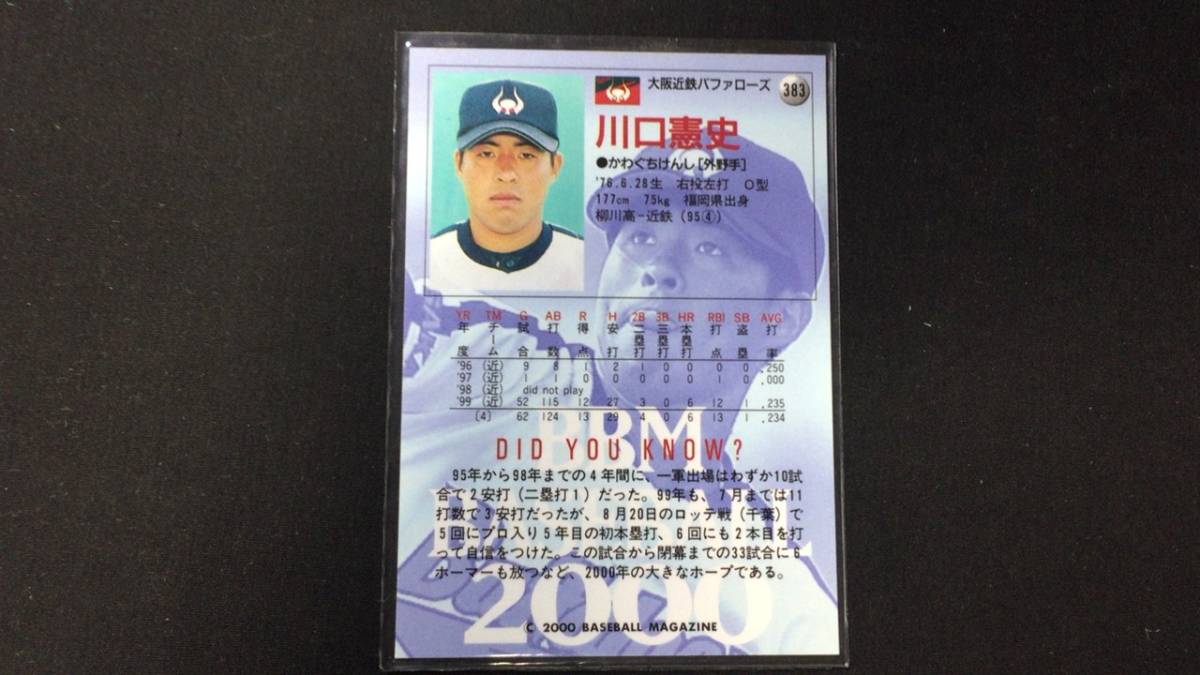 大阪近鉄バファローズ 383
川口憲史
●かわぐちけんし[外野手]
'76.6.28生 右投左打 O型
177cm 75kg 福岡県出身
柳川高−近鉄(95④)
YR TM G AB R H 2B 3B HR RBI SB AVG
年度 チーム 試合 打数 得点 安打 二塁打 三塁打 本塁打 打点 盗塁 打率
'96 (近) 9 8 1 2 1 0 0 0 0 .250
'97 (近) 1 1 0 0 0 0 0 1 0 .000
'98 (近) did not play
'99 (近) 52 115 12 27 3 0 6 12 1 .235
(4) 62 124 13 29 4 0 6 13 1 .234
DID YOU KNOW?
95年から98年までの4年間に、一軍出場はわずか10試
合で2安打(二塁打1)だった。99年も、7月までは11
打数で3安打だったが、8月20日のロッテ戦(千葉)で
5回にプロ入り5年目の初本塁打、6回にも2本目を打
って自信をつけた。この試合から閉幕までの33試合に6
ホーマーも放つなど、2000年の大きなホープである。
BBM
BASEBALL
2000
© 2000 BASEBALL MAGAZINE